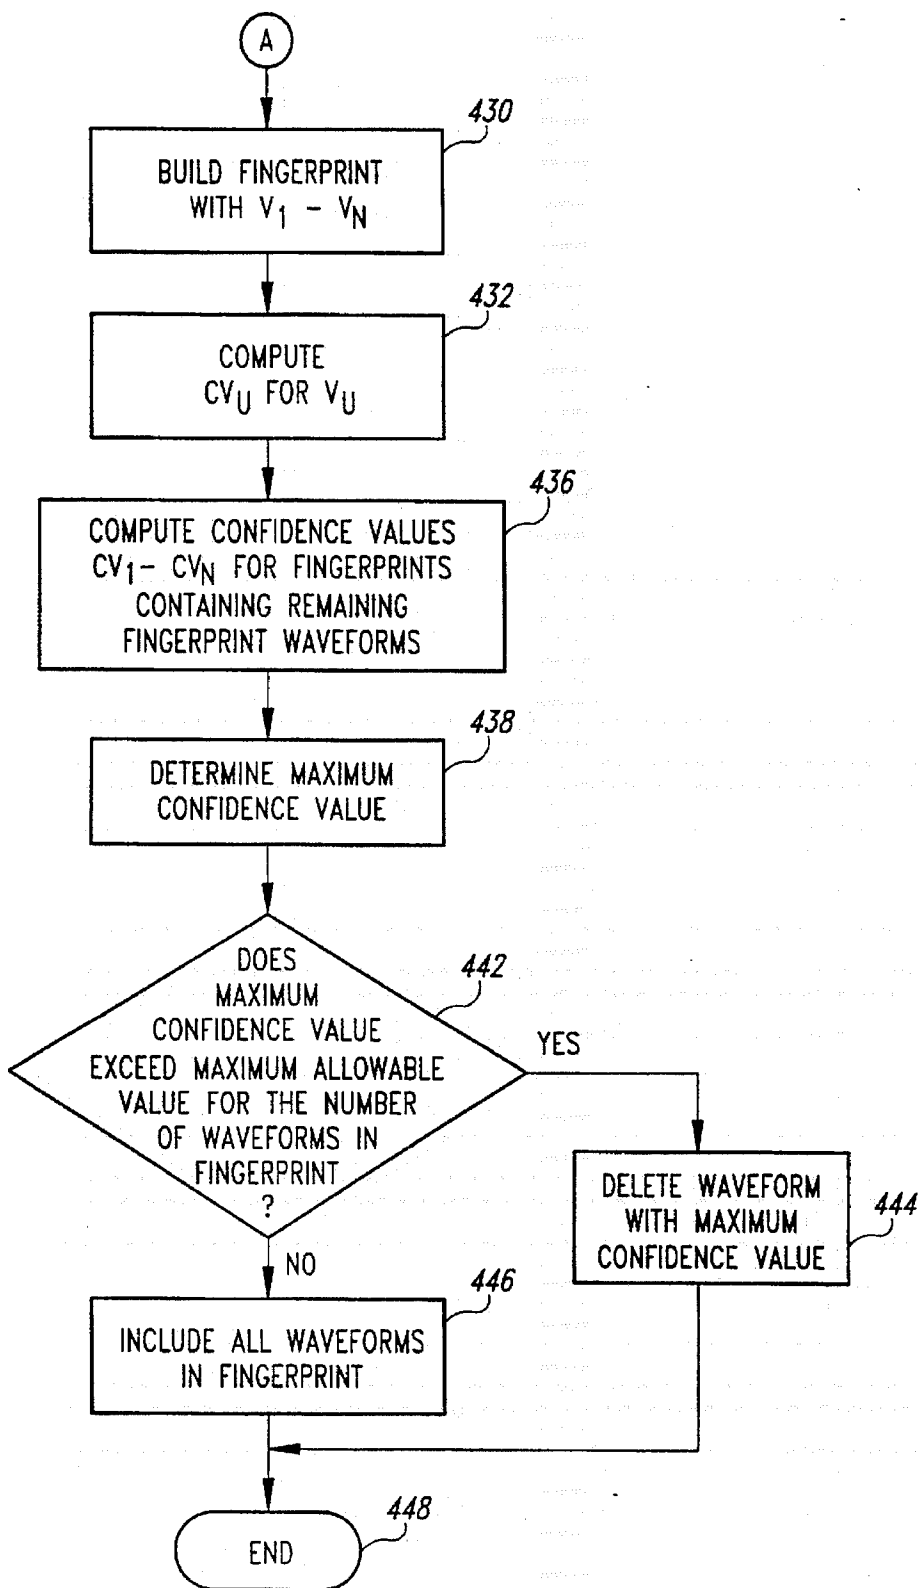 A
430
BUILD FINGERPRINT
WITH V1 - VN
432
COMPUTE
CVU FOR VU
436
COMPUTE CONFIDENCE VALUES
CV1- CVN FOR FINGERPRINTS
CONTAINING REMAINING
FINGERPRINT WAVEFORMS
438
DETERMINE MAXIMUM
CONFIDENCE VALUE
442
DOES
MAXIMUM
CONFIDENCE VALUE
EXCEED MAXIMUM ALLOWABLE
VALUE FOR THE NUMBER
OF WAVEFORMS IN
FINGERPRINT
?
YES
DELETE WAVEFORM
WITH MAXIMUM
CONFIDENCE VALUE
444
NO
446
INCLUDE ALL WAVEFORMS
IN FINGERPRINT
448
END